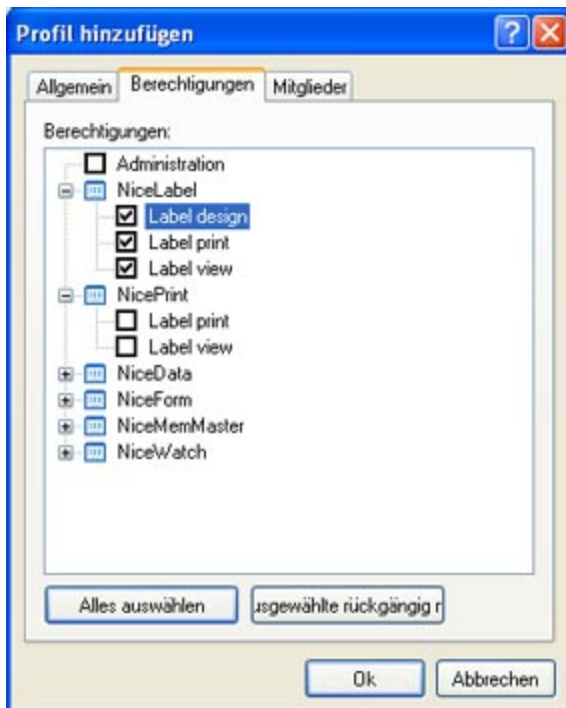 Profil hinzufügen
Allgemein Berechtigungen Mitglieder
Berechtigungen:
Administration
NiceLabel
Label design
Label print
Label view
NicePrint
Label print
Label view
NiceData
NiceForm
NiceMemMaster
NiceWatch
Alles auswählen usgewählte rückgängig r
Ok Abbrechen